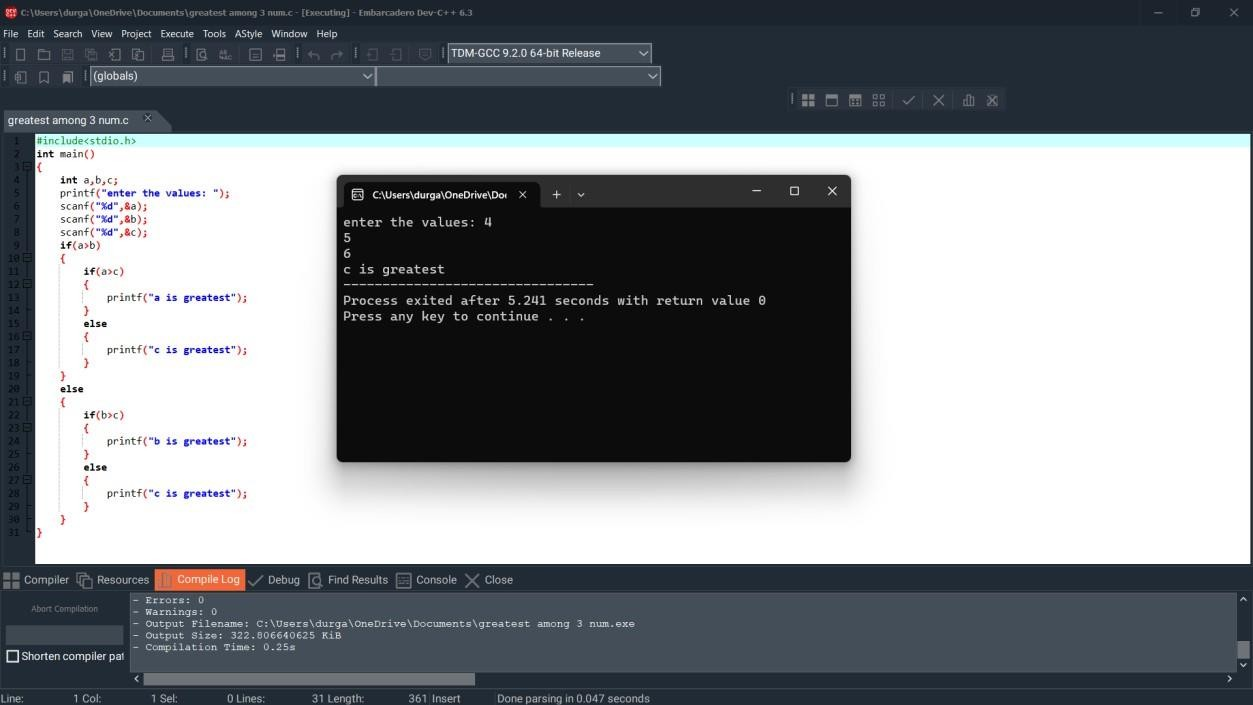 C:\Users\durga\OneDrive\Documents\greatest among 3 num.c - [Executing] - Embarcadero Dev-C++ 6.3
File Edit Search View Project Execute Tools AStyle Window Help
TDM-GCC 9.2.0 64-bit Release
(globals)
greatest among 3 num.c
1 #include<stdio.h>
2 int main()
3 {
4 int a,b,c;
5 printf("enter the values: ");
6 scanf("%d",&a);
7 scanf("%d",&b);
8 scanf("%d",&c);
9 if(a>b)
10 {
11 if(a>c)
12 {
13 printf("a is greatest");
14 }
15 else
16 {
17 printf("c is greatest");
18 }
19 }
20 else
21 {
22 if(b>c)
23 {
24 printf("b is greatest");
25 }
26 else
27 {
28 printf("c is greatest");
29 }
30 }
31 }
C:\Users\durga\OneDrive\Doc
enter the values: 4
5
6
c is greatest
--------------------------------
Process exited after 5.241 seconds with return value 0
Press any key to continue . . .
Compiler Resources Compile Log Debug Find Results Console Close
Abort Compilation
Shorten compiler pat
- Errors: 0
- Warnings: 0
- Output Filename: C:\Users\durga\OneDrive\Documents\greatest among 3 num.exe
- Output Size: 322.806640625 KiB
- Compilation Time: 0.25s
Line: 1 Col: 1 Sel: 0 Lines: 31 Length: 361 Insert Done parsing in 0.047 seconds